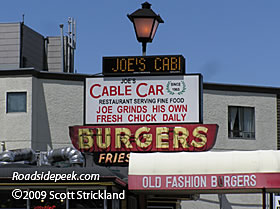 JOE'S CABL
JOE'S
CABLE CAR
SINCE
1965
RESTAURANT SERVING FINE FOOD
JOE GRINDS HIS OWN
FRESH CHUCK DAILY
BURGERS
FRIES
OLD FASHION BURGERS
Roadsidepeek.com
©2009 Scott Strickland